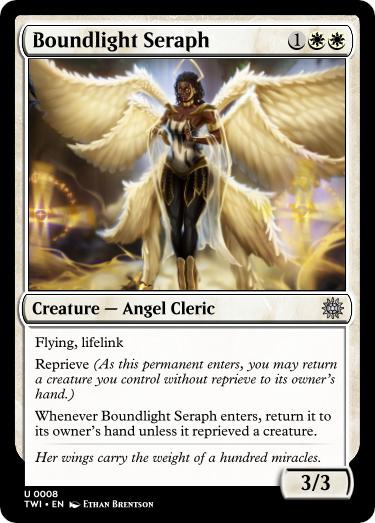 Boundlight Seraph 1
Creature — Angel Cleric
Flying, lifelink
Reprieve (As this permanent enters, you may return
a creature you control without reprieve to its owner's
hand.)
Whenever Boundlight Seraph enters, return it to
its owner's hand unless it reprieved a creature.
Her wings carry the weight of a hundred miracles.
3/3
U 0008
TWI • EN Ethan Brentson